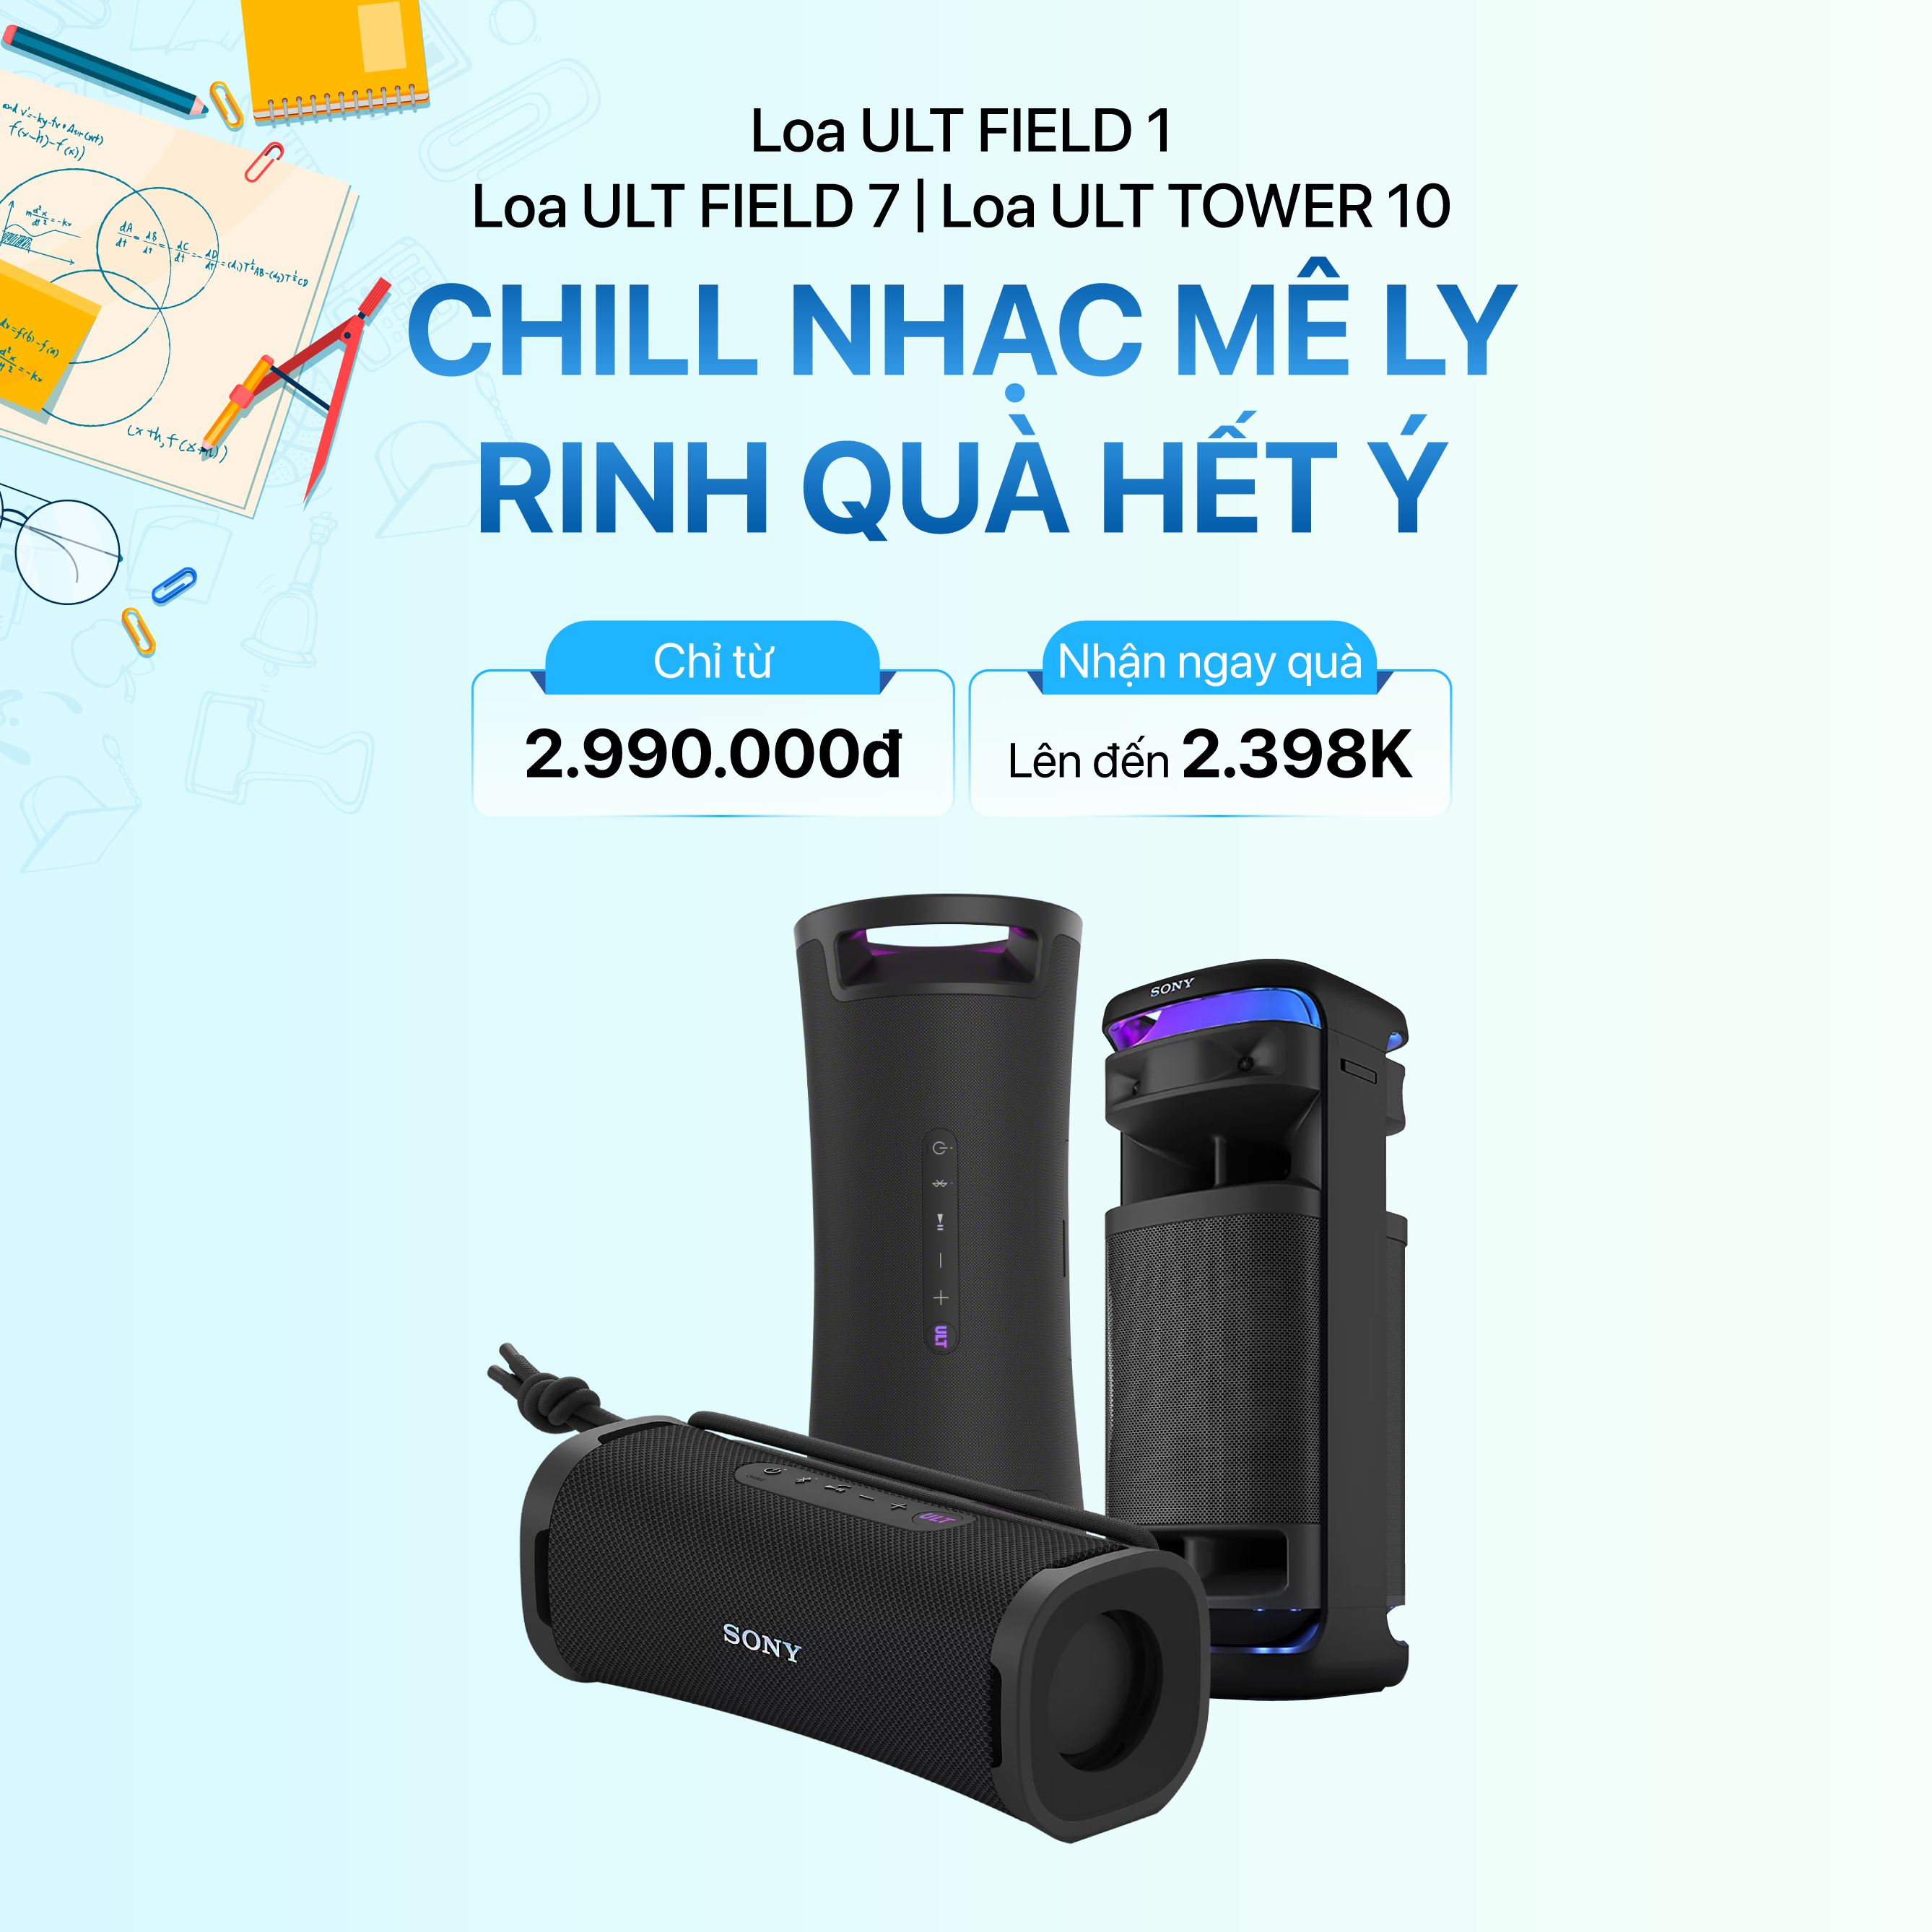 Loa ULT FIELD 1
Loa ULT FIELD 7 | Loa ULT TOWER 10
CHILL NHẠC MÊ LY
RINH QUÀ HẾT Ý
Chỉ từ
2.990.000đ
Nhận ngay quà
Lên đến 2.398K
SONY
ULT
ULT
SONY